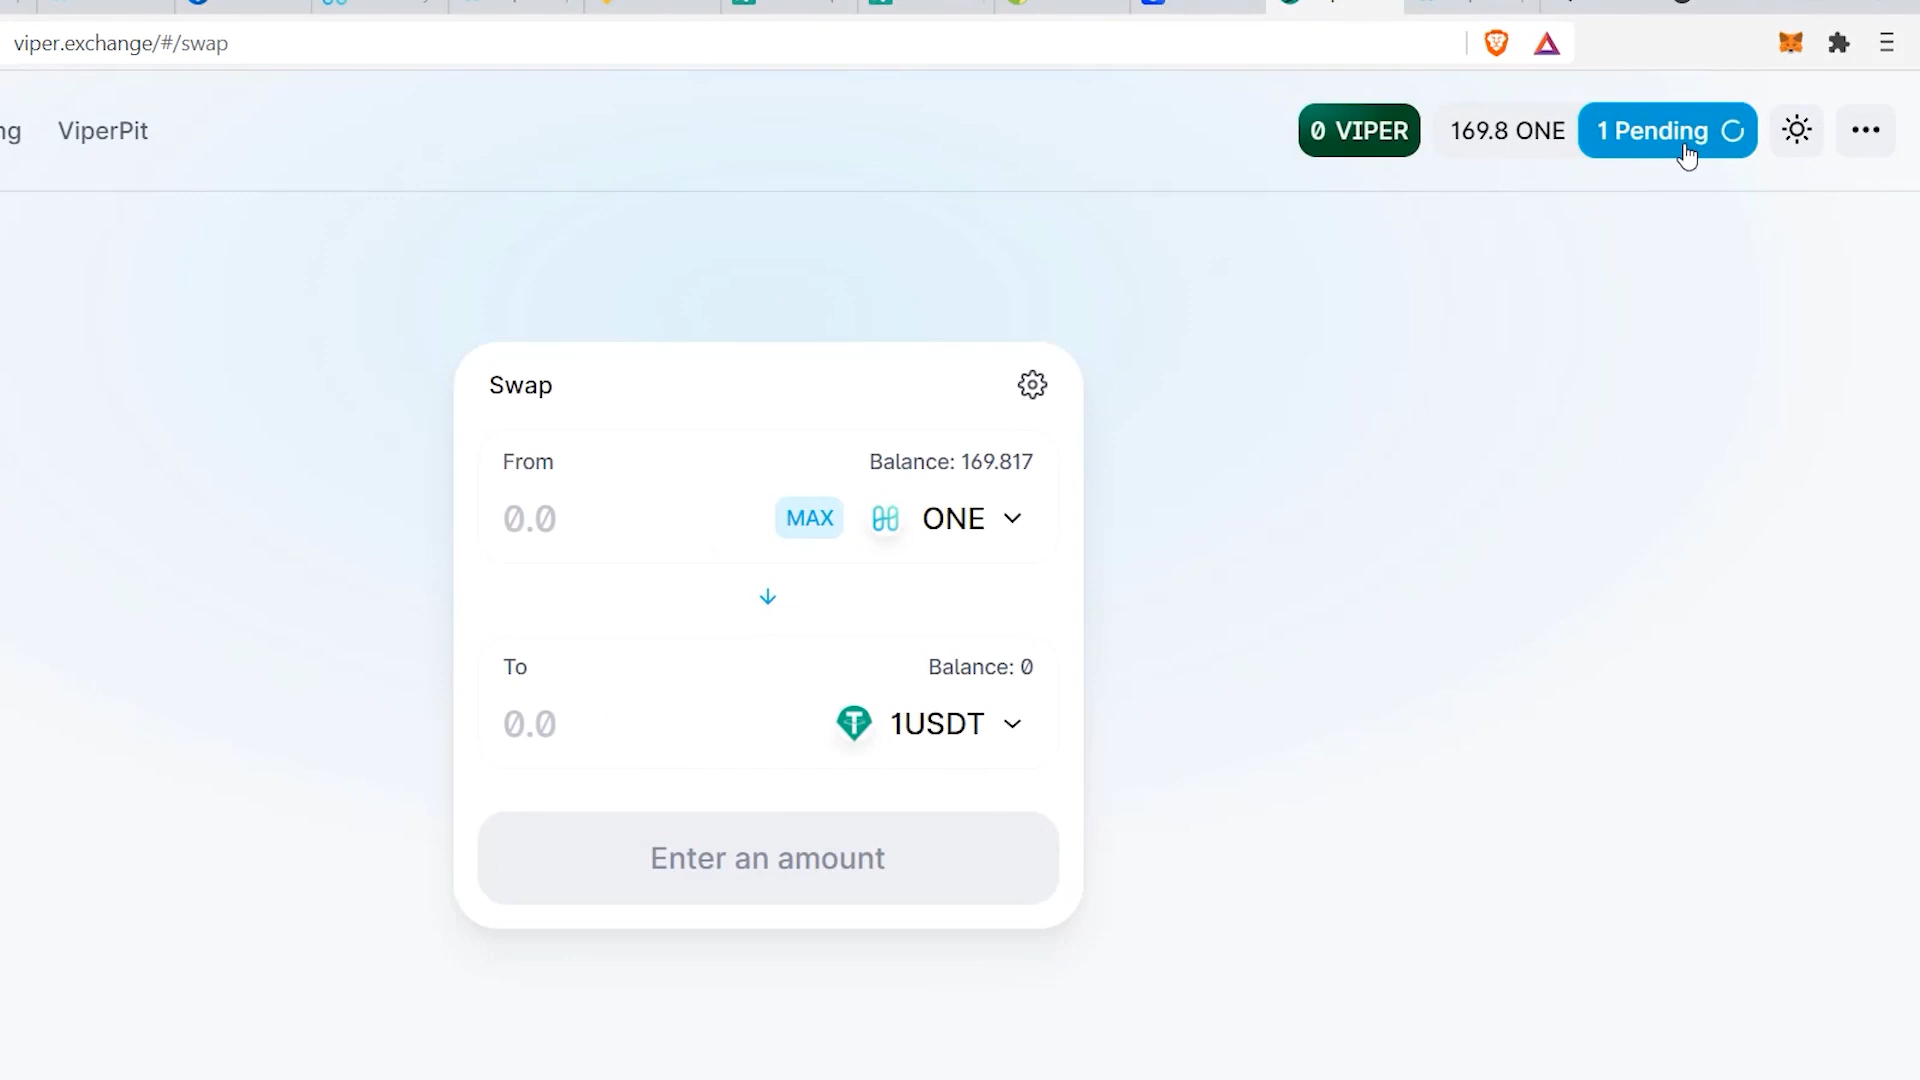 viper.exchange/#/swap
ng ViperPit
0 VIPER 169.8 ONE 1 Pending
Swap
From Balance: 169.817
0.0 MAX ONE
To Balance: 0
0.0 1USDT
Enter an amount